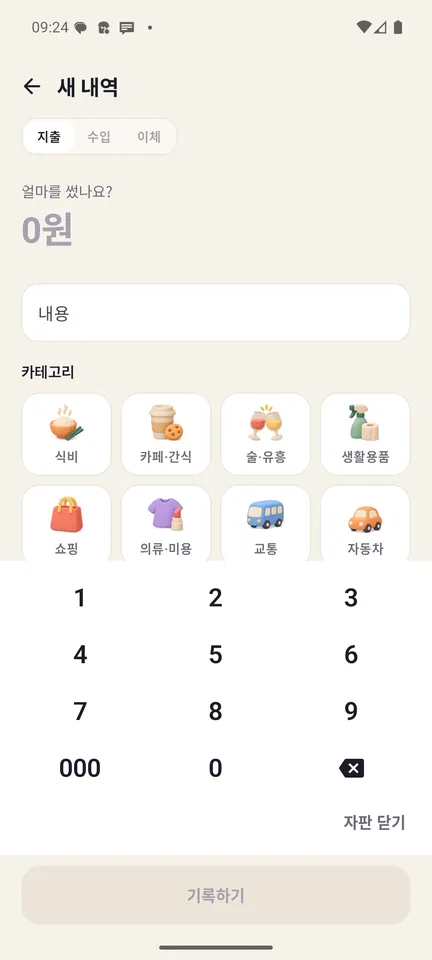 09:24
새 내역
지출 수입 이체
얼마를 썼나요?
0원
내용
카테고리
식비 카페·간식 술·유흥 생활용품
쇼핑 의류·미용 교통 자동차
1 2 3
4 5 6
7 8 9
000 0
자판 닫기
기록하기